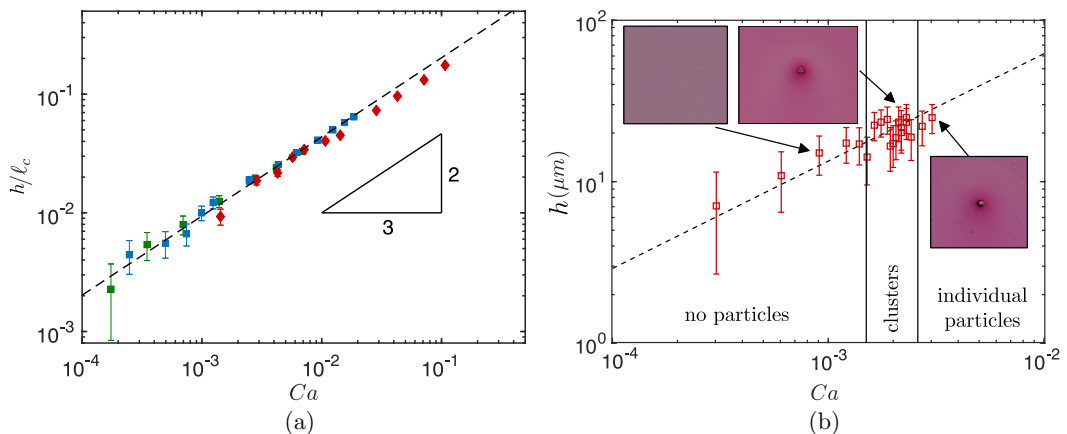 h/ℓ_c
10^{-1}
10^{-2}
10^{-3}
10^{-4}
10^{-3}
10^{-2}
10^{-1}
2
3
Ca
(a)
h (μm)
10^2
10^1
10^0
10^{-4}
10^{-3}
10^{-2}
no particles
clusters
individual
particles
Ca
(b)